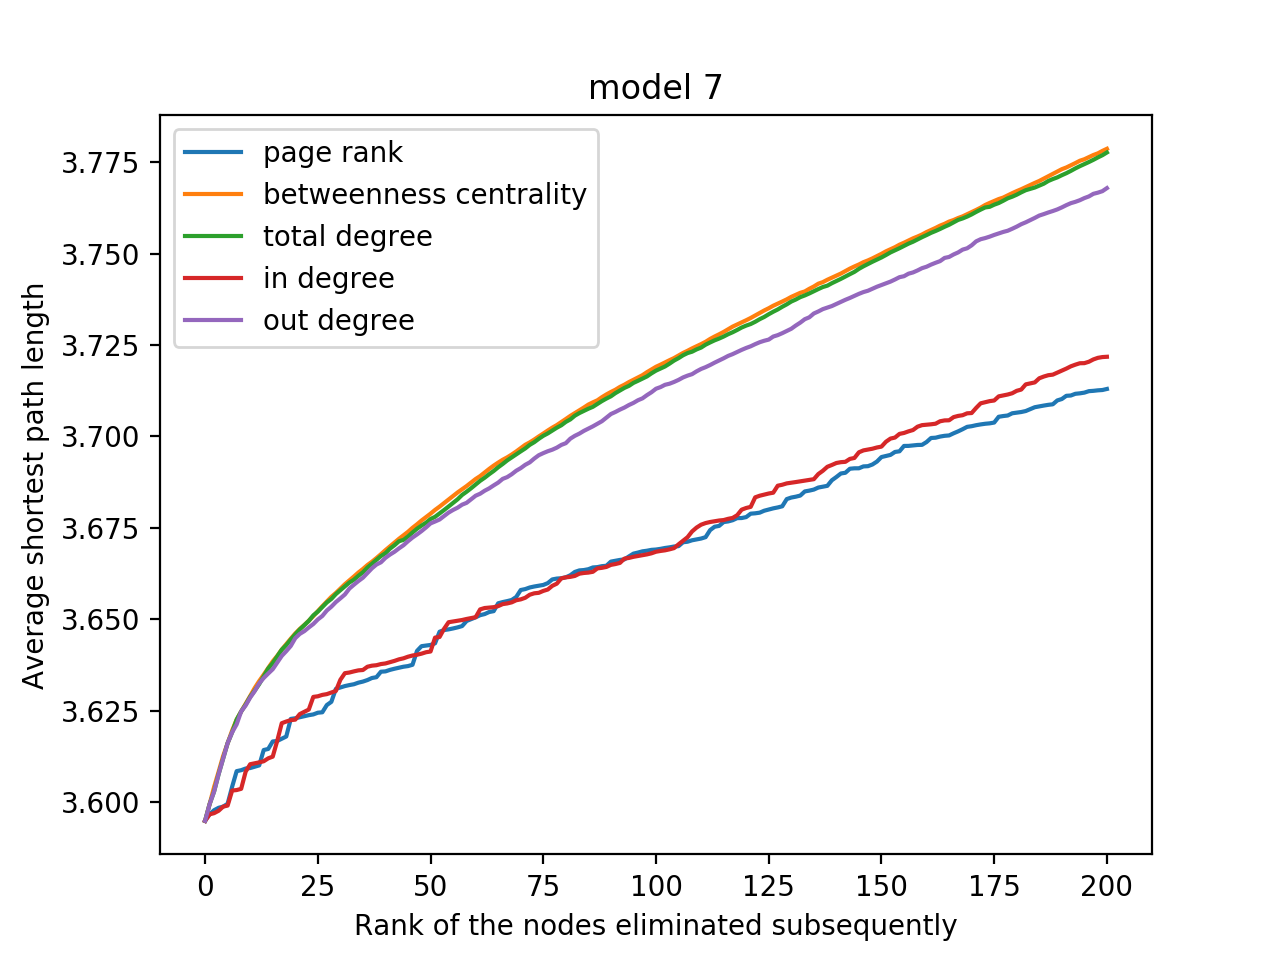 model 7
page rank
betweenness centrality
total degree
in degree
out degree
Average shortest path length
3.775
3.750
3.725
3.700
3.675
3.650
3.625
3.600
0 25 50 75 100 125 150 175 200
Rank of the nodes eliminated subsequently